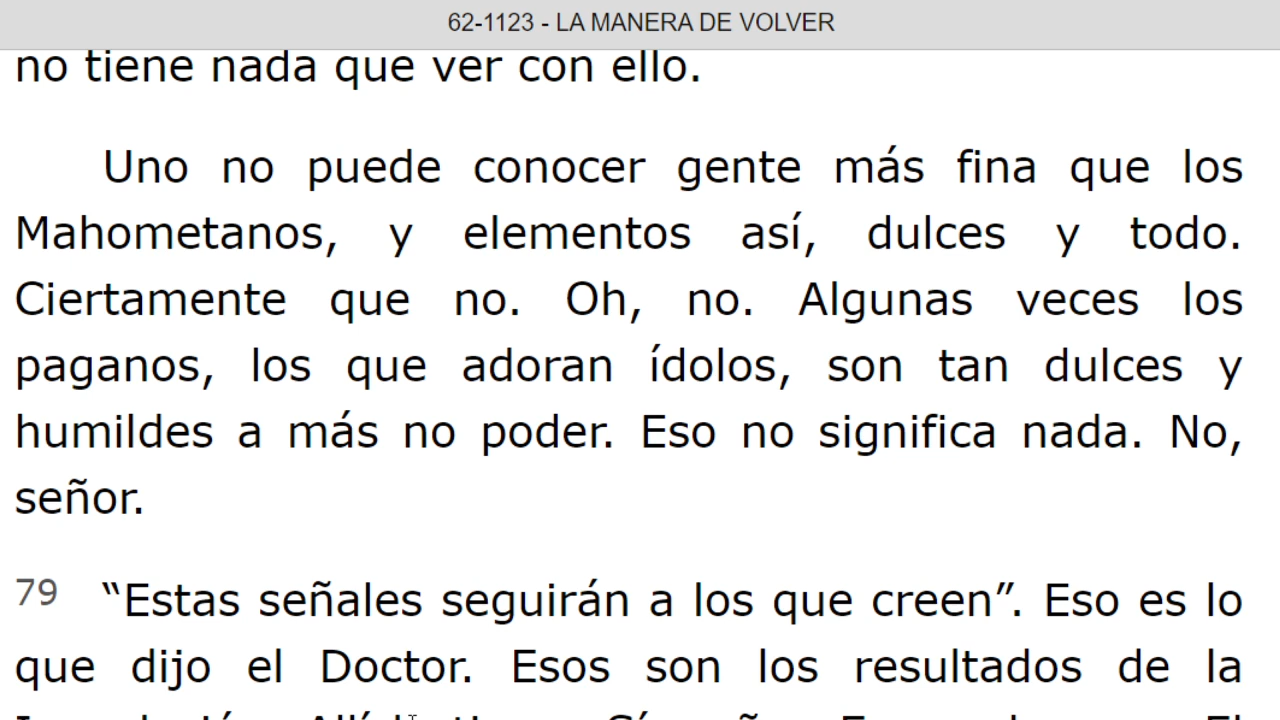 62-1123 - LA MANERA DE VOLVER
no tiene nada que ver con ello.
Uno no puede conocer gente más fina que los
Mahometanos, y elementos así, dulces y todo.
Ciertamente que no. Oh, no. Algunas veces los
paganos, los que adoran ídolos, son tan dulces y
humildes a más no poder. Eso no significa nada. No,
señor.
79 “Estas señales seguirán a los que creen”. Eso es lo
que dijo el Doctor. Esos son los resultados de la